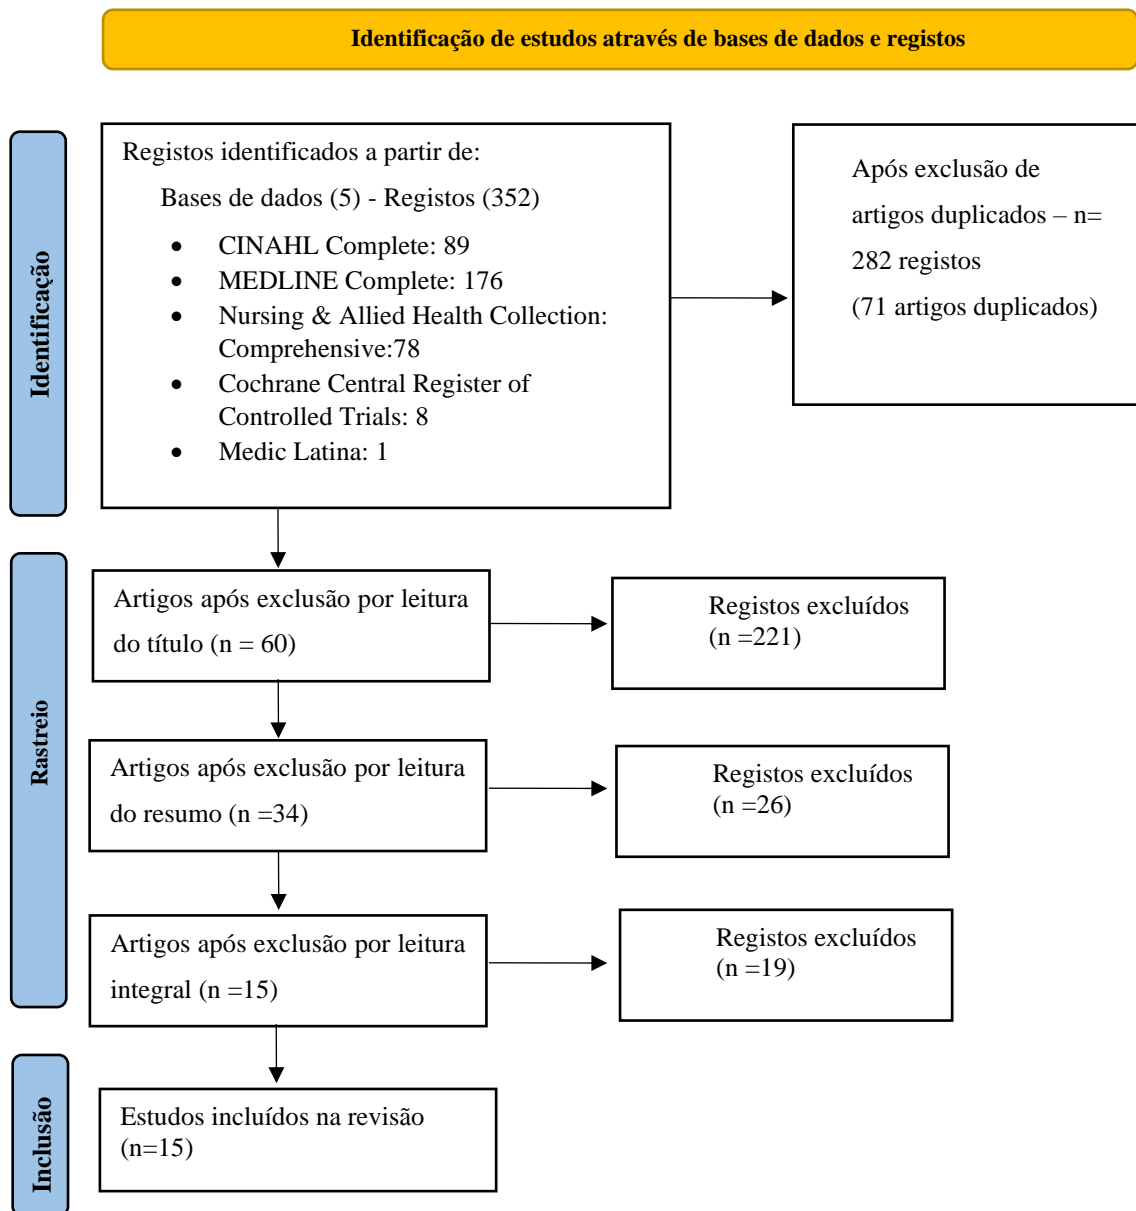 Identificação de estudos através de bases de dados e registos
Identificação
Registos identificados a partir de:
Bases de dados (5) - Registos (352)
• CINAHL Complete: 89
• MEDLINE Complete: 176
• Nursing & Allied Health Collection:
Comprehensive:78
• Cochrane Central Register of
Controlled Trials: 8
• Medic Latina: 1
Após exclusão de
artigos duplicados – n=
282 registos
(71 artigos duplicados)
Rastreio
Artigos após exclusão por leitura
do título (n = 60)
Registos excluídos
(n =221)
Artigos após exclusão por leitura
do resumo (n =34)
Registos excluídos
(n =26)
Artigos após exclusão por leitura
integral (n =15)
Registos excluídos
(n =19)
Inclusão
Estudos incluídos na revisão
(n=15)